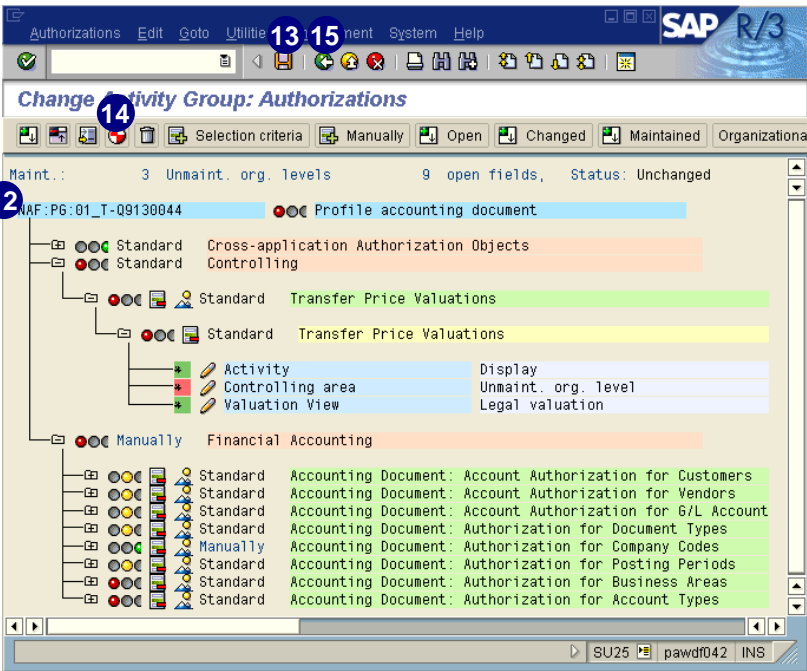 SAP R/3
Authorizations Edit Goto Utilitie 13 15 ment System Help
Change Activity Group: Authorizations
14
Selection criteria Manually Open Changed Maintained Organizationa
Maint.: 3 Unmaint. org. levels 9 open fields, Status: Unchanged
2 NAF:PG:01_T-Q9130044 Profile accounting document
Standard Cross-application Authorization Objects
Standard Controlling
Standard Transfer Price Valuations
Standard Transfer Price Valuations
* Activity Display
* Controlling area Unmaint. org. level
* Valuation View Legal valuation
Manually Financial Accounting
Standard Accounting Document: Account Authorization for Customers
Standard Accounting Document: Account Authorization for Vendors
Standard Accounting Document: Account Authorization for G/L Account
Standard Accounting Document: Authorization for Document Types
Manually Accounting Document: Authorization for Company Codes
Standard Accounting Document: Authorization for Posting Periods
Standard Accounting Document: Authorization for Business Areas
Standard Accounting Document: Authorization for Account Types
SU25 pawdf042 INS